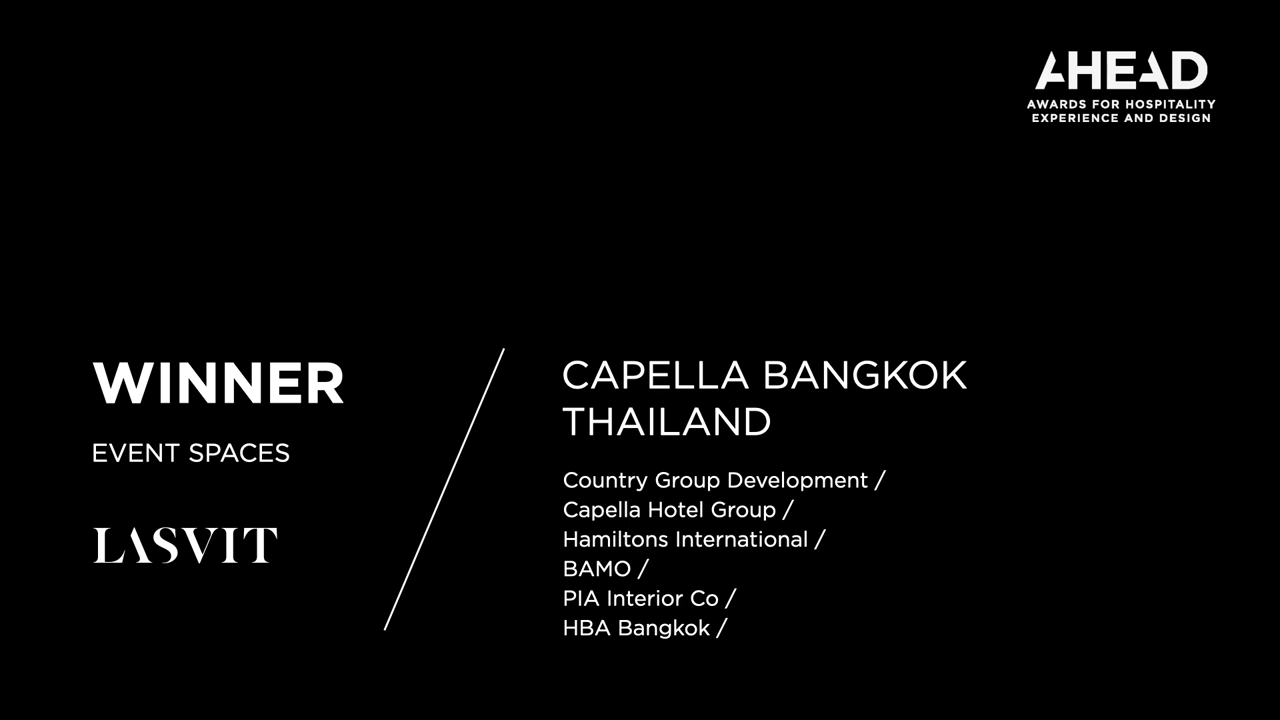 AHEAD
AWARDS FOR HOSPITALITY
EXPERIENCE AND DESIGN
WINNER
EVENT SPACES
LASVIT
CAPELLA BANGKOK
THAILAND
Country Group Development /
Capella Hotel Group /
Hamiltons International /
BAMO /
PIA Interior Co /
HBA Bangkok /